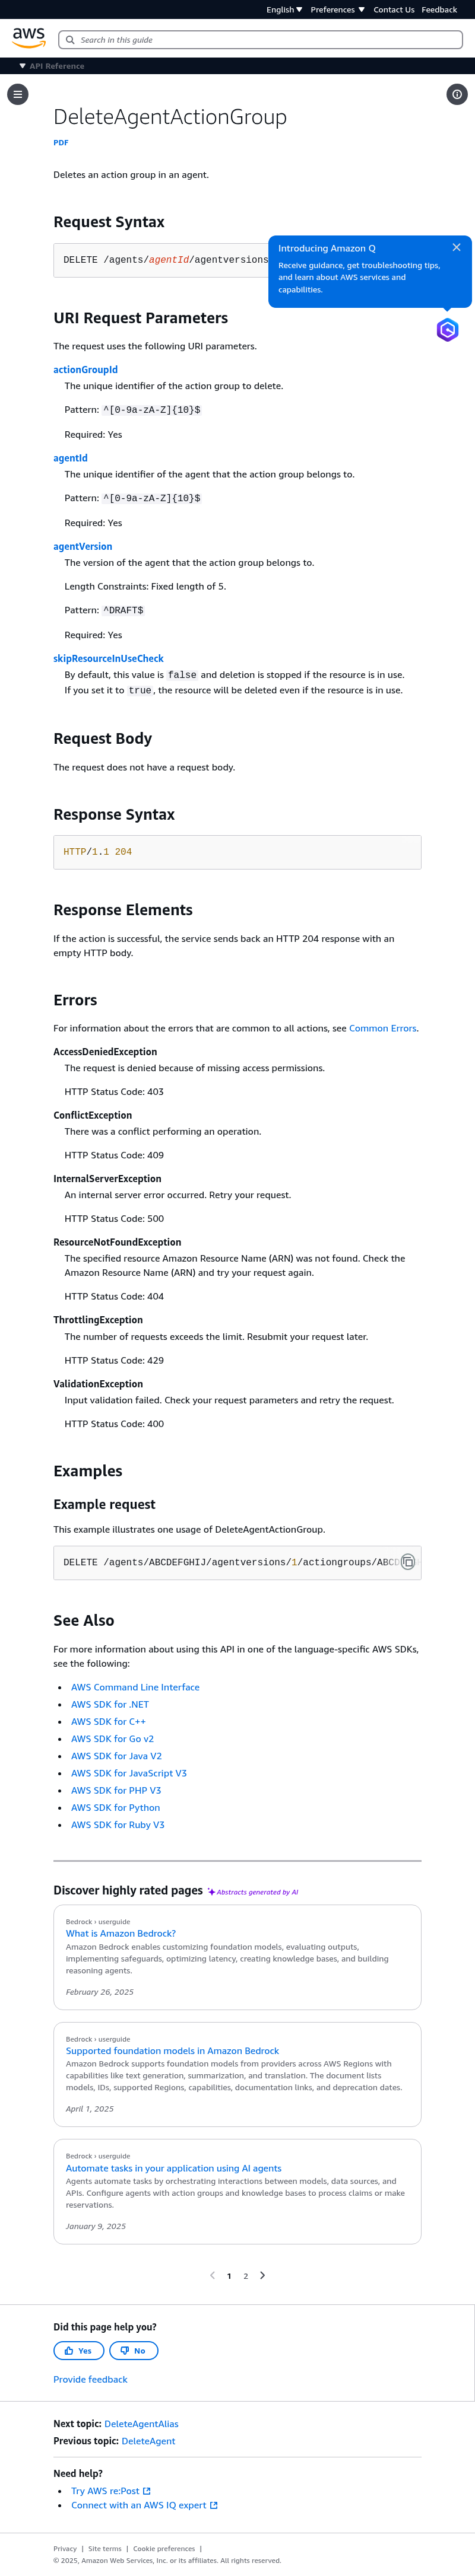 English Preferences Contact Us Feedback
aws
Search in this guide
API Reference
DeleteAgentActionGroup
PDF
Deletes an action group in an agent.
Request Syntax
DELETE /agents/agentId/agentversions
Introducing Amazon Q
Receive guidance, get troubleshooting tips,
and learn about AWS services and
capabilities.
URI Request Parameters
The request uses the following URI parameters.
actionGroupId
The unique identifier of the action group to delete.
Pattern: ^[0-9a-zA-Z]{10}$
Required: Yes
agentId
The unique identifier of the agent that the action group belongs to.
Pattern: ^[0-9a-zA-Z]{10}$
Required: Yes
agentVersion
The version of the agent that the action group belongs to.
Length Constraints: Fixed length of 5.
Pattern: ^DRAFT$
Required: Yes
skipResourceInUseCheck
By default, this value is false and deletion is stopped if the resource is in use.
If you set it to true, the resource will be deleted even if the resource is in use.
Request Body
The request does not have a request body.
Response Syntax
HTTP/1.1 204
Response Elements
If the action is successful, the service sends back an HTTP 204 response with an
empty HTTP body.
Errors
For information about the errors that are common to all actions, see Common Errors.
AccessDeniedException
The request is denied because of missing access permissions.
HTTP Status Code: 403
ConflictException
There was a conflict performing an operation.
HTTP Status Code: 409
InternalServerException
An internal server error occurred. Retry your request.
HTTP Status Code: 500
ResourceNotFoundException
The specified resource Amazon Resource Name (ARN) was not found. Check the
Amazon Resource Name (ARN) and try your request again.
HTTP Status Code: 404
ThrottlingException
The number of requests exceeds the limit. Resubmit your request later.
HTTP Status Code: 429
ValidationException
Input validation failed. Check your request parameters and retry the request.
HTTP Status Code: 400
Examples
Example request
This example illustrates one usage of DeleteAgentActionGroup.
DELETE /agents/ABCDEFGHIJ/agentversions/1/actiongroups/ABCD
See Also
For more information about using this API in one of the language-specific AWS SDKs,
see the following:
• AWS Command Line Interface
• AWS SDK for .NET
• AWS SDK for C++
• AWS SDK for Go v2
• AWS SDK for Java V2
• AWS SDK for JavaScript V3
• AWS SDK for PHP V3
• AWS SDK for Python
• AWS SDK for Ruby V3
Discover highly rated pages Abstracts generated by AI
Bedrock › userguide
What is Amazon Bedrock?
Amazon Bedrock enables customizing foundation models, evaluating outputs,
implementing safeguards, optimizing latency, creating knowledge bases, and building
reasoning agents.
February 26, 2025
Bedrock › userguide
Supported foundation models in Amazon Bedrock
Amazon Bedrock supports foundation models from providers across AWS Regions with
capabilities like text generation, summarization, and translation. The document lists
models, IDs, supported Regions, capabilities, documentation links, and deprecation dates.
April 1, 2025
Bedrock › userguide
Automate tasks in your application using AI agents
Agents automate tasks by orchestrating interactions between models, data sources, and
APIs. Configure agents with action groups and knowledge bases to process claims or make
reservations.
January 9, 2025
1 2
Did this page help you?
Yes No
Provide feedback
Next topic: DeleteAgentAlias
Previous topic: DeleteAgent
Need help?
• Try AWS re:Post
• Connect with an AWS IQ expert
Privacy | Site terms | Cookie preferences |
© 2025, Amazon Web Services, Inc. or its affiliates. All rights reserved.